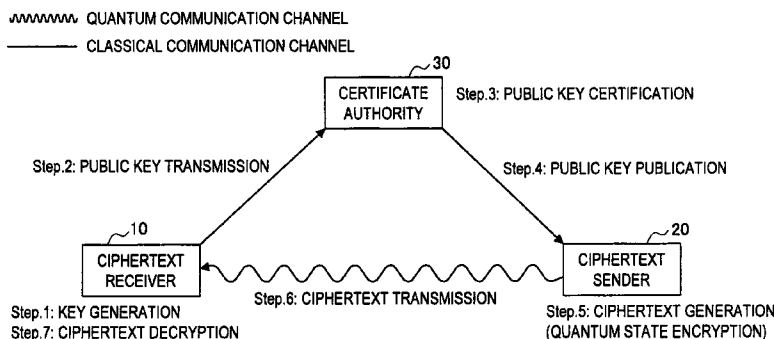 QUANTUM COMMUNICATION CHANNEL
CLASSICAL COMMUNICATION CHANNEL
30
CERTIFICATE
AUTHORITY
Step.3: PUBLIC KEY CERTIFICATION
Step.2: PUBLIC KEY TRANSMISSION
Step.4: PUBLIC KEY PUBLICATION
10
CIPHERTEXT
RECEIVER
20
CIPHERTEXT
SENDER
Step.6: CIPHERTEXT TRANSMISSION
Step.1: KEY GENERATION
Step.7: CIPHERTEXT DECRYPTION
Step.5: CIPHERTEXT GENERATION
(QUANTUM STATE ENCRYPTION)